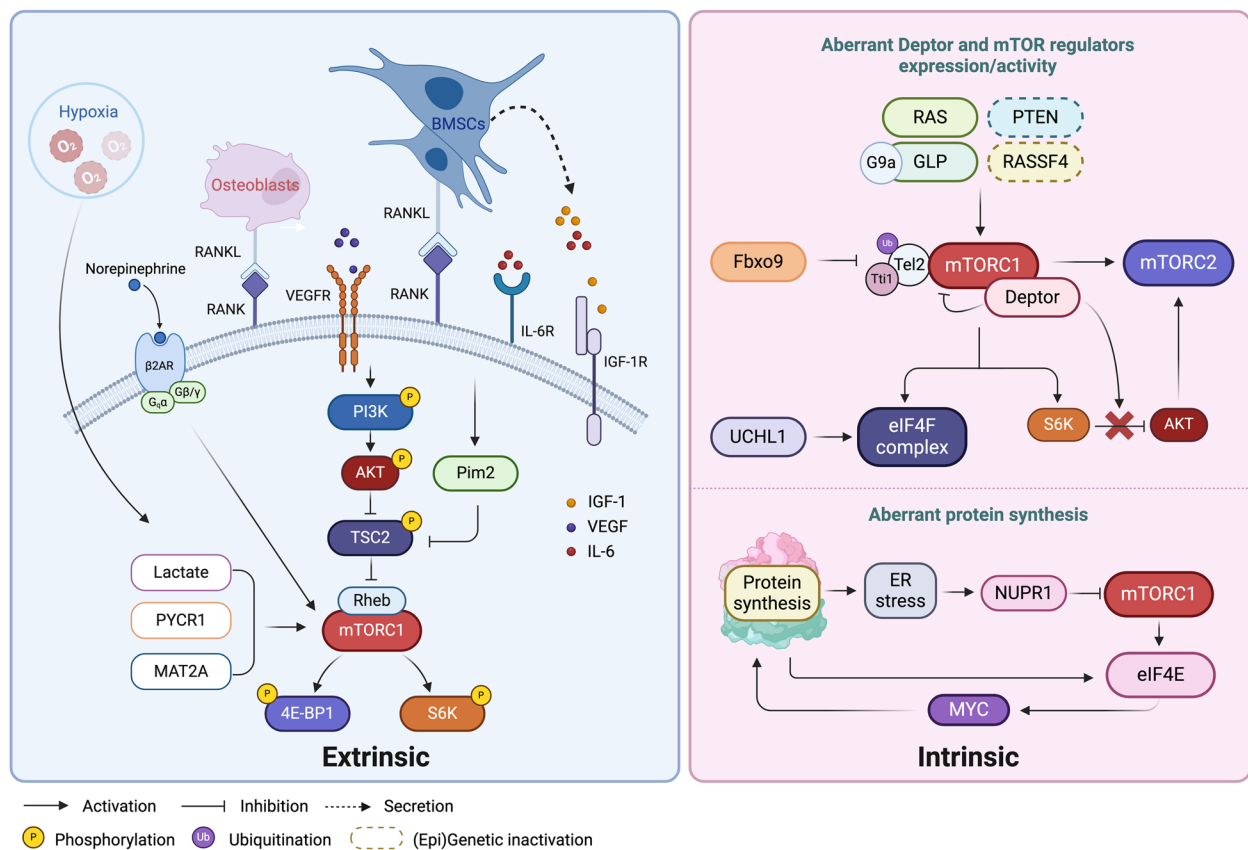 Hypoxia
O₂
O₂
O₂
Osteoblasts
BMSCs
RANKL
RANKL
Norepinephrine
RANK
VEGFR
RANK
IL-6R
IGF-1R
β2AR
Gqα
Gβ/γ
PI3K
P
AKT
P
Pim2
TSC2
P
IGF-1
VEGF
IL-6
Lactate
PYCR1
MAT2A
Rheb
mTORC1
P
4E-BP1
S6K
P
Extrinsic
Aberrant Deptor and mTOR regulators
expression/activity
RAS
PTEN
G9a
GLP
RASSF4
Fbxo9
Ub
Tel2
Tti1
mTORC1
Deptor
mTORC2
UCHL1
eIF4F
complex
S6K
AKT
Aberrant protein synthesis
Protein
synthesis
ER
stress
NUPR1
mTORC1
eIF4E
MYC
Intrinsic
Activation
Inhibition
Secretion
P
Phosphorylation
Ub
Ubiquitination
(Epi)Genetic inactivation